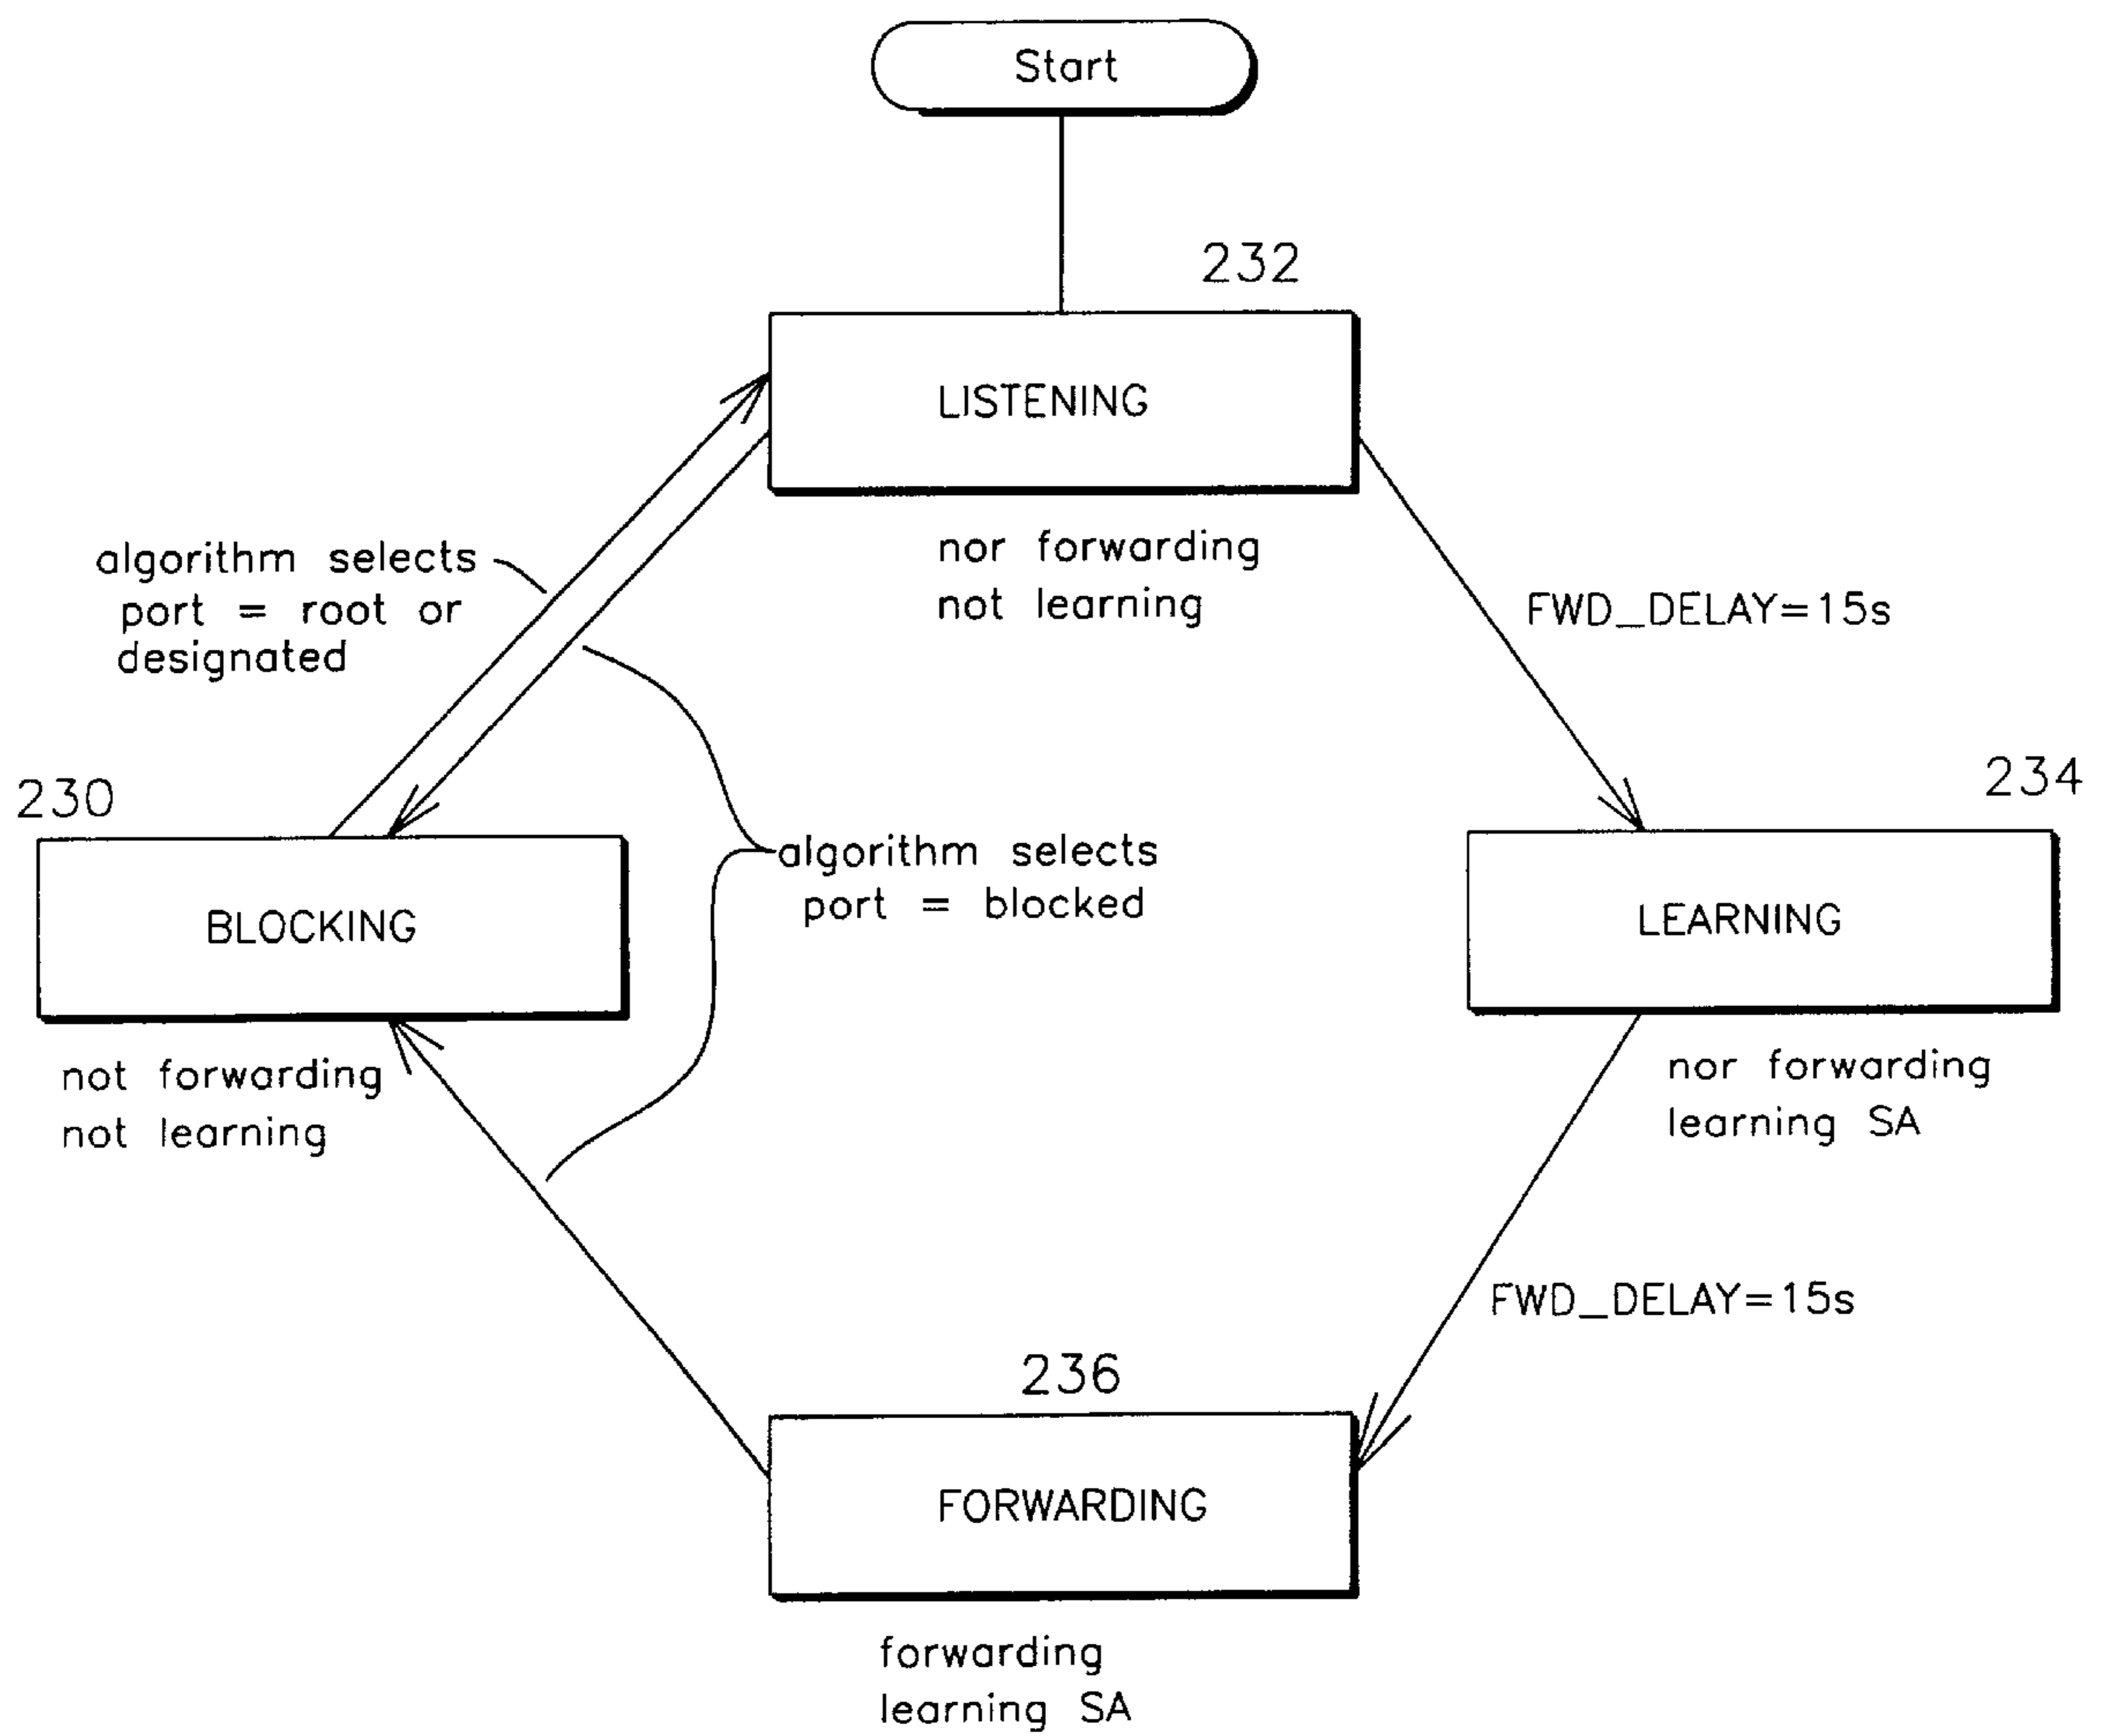 Start
232
LISTENING
nor forwarding
not learning
algorithm selects
port = root or
designated
FWD_DELAY=15s
230
BLOCKING
not forwarding
not learning
algorithm selects
port = blocked
234
LEARNING
nor forwarding
learning SA
FWD_DELAY=15s
236
FORWARDING
forwarding
learning SA